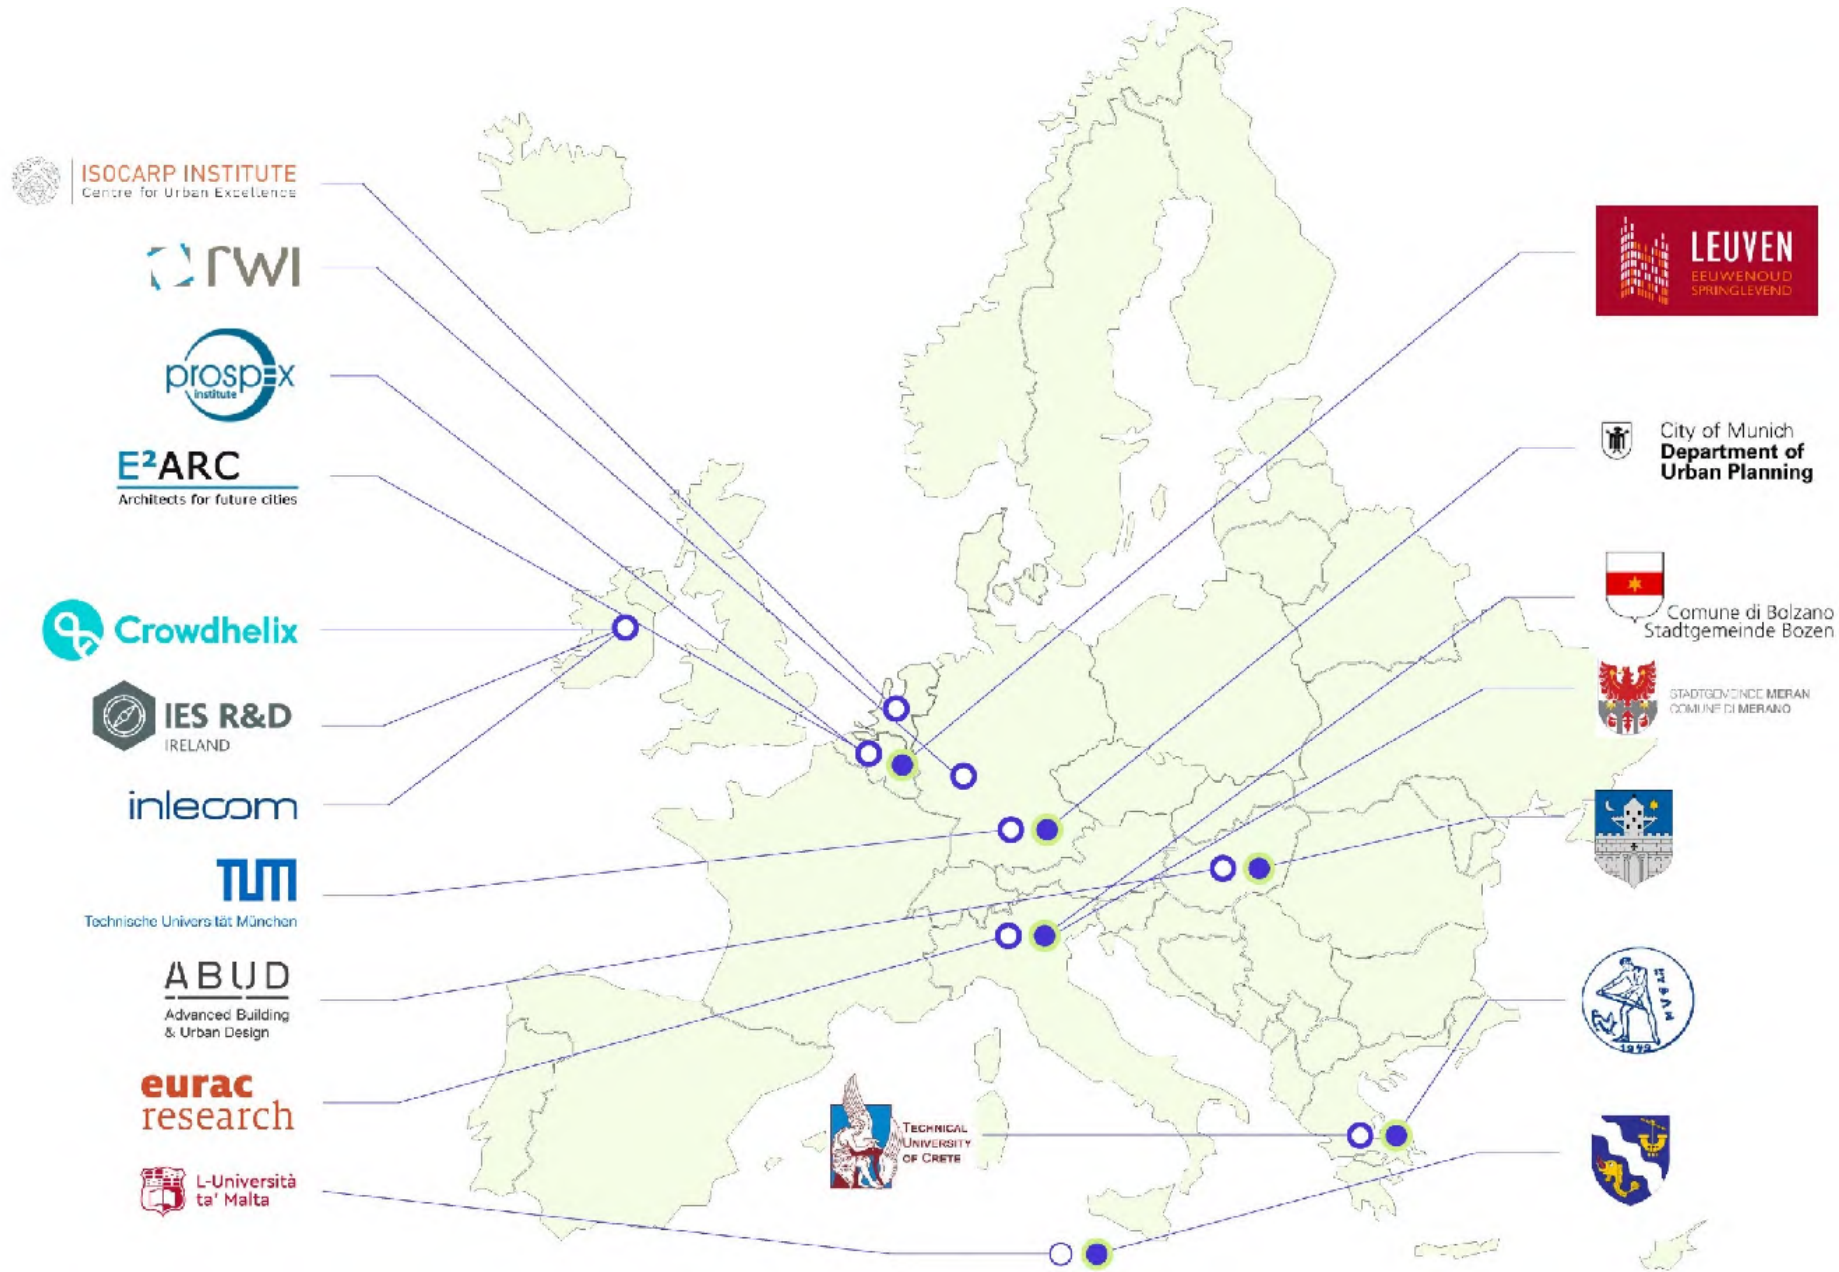 ISOCARP INSTITUTE
Centre for Urban Excellence
rwi
prospex
institute
E²ARC
Architects for future cities
Crowdhelix
IES R&D
IRELAND
inlecom
TUM
Technische Universität München
ABUD
Advanced Building
& Urban Design
eurac
research
L-Università
ta' Malta
TECHNICAL
UNIVERSITY
OF CRETE
LEUVEN
EEUWENOUD
SPRINGLEVEND
City of Munich
Department of
Urban Planning
Comune di Bolzano
Stadtgemeinde Bozen
STADTGEMEINDE MERAN
COMUNE DI MERANO
1949